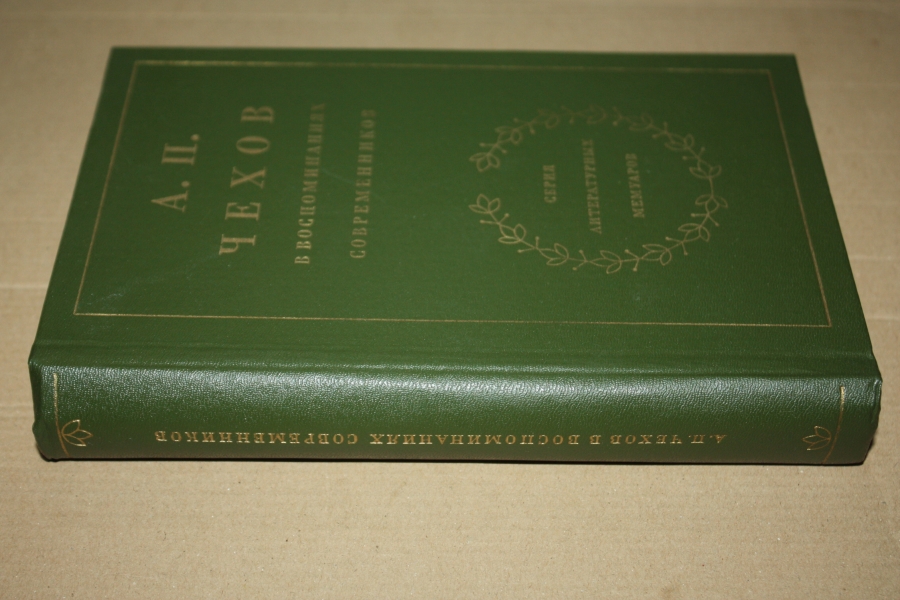 А. П.
ЧЕХОВ
В ВОСПОМИНАНИЯХ
СОВРЕМЕННИКОВ
СЕРИЯ
ЛИТЕРАТУРНЫХ
МЕМУАРОВ
А.П. ЧЕХОВ В ВОСПОМИНАНИЯХ СОВРЕМЕННИКОВ